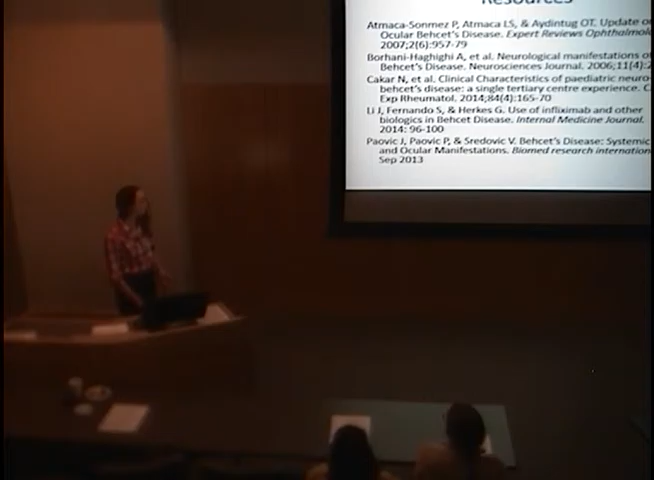 Resources
Atmaca-Sonmez P, Atmaca LS, & Aydintug OT. Update o
Ocular Behcet's Disease. Expert Reviews Ophthalmol
2007;2(6):957-79
Borhani-Haghighi A, et al. Neurological manifestations o
Behcet's Disease. Neurosciences Journal. 2006;11(4):2
Cakar N, et al. Clinical Characteristics of paediatric neuro-
behcet's disease: a single tertiary centre experience. C
Exp Rheumatol. 2014;84(4):165-70
Li J, Fernando S, & Herkes G. Use of infliximab and other
biologics in Behcet Disease. Internal Medicine Journal.
2014: 96-100
Paovic J, Paovic P, & Sredovic V. Behcet's Disease: Systemic
and Ocular Manifestations. Biomed research internation
Sep 2013